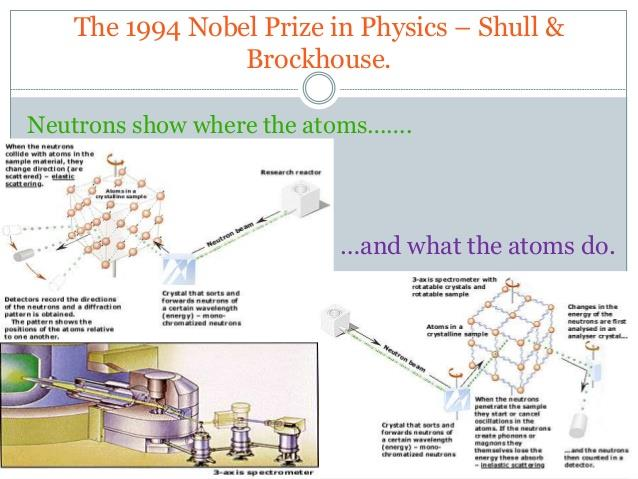 The 1994 Nobel Prize in Physics – Shull &
Brockhouse.
Neutrons show where the atoms.......
When the neutrons
collide with atoms in the
sample material, they
change direction (are
scattered) – elastic
scattering.
Atoms in a
crystalline sample
Research reactor
Neutron beam
Detectors record the directions
of the neutrons and a diffraction
pattern is obtained.
The pattern shows the
positions of the atoms relative
to one another.
Crystal that sorts and
forwards neutrons of
a certain wavelength
(energy) – mono-
chromatized neutrons
...and what the atoms do.
3-axis spectrometer with
rotatable crystals and
rotatable sample
Atoms in a
crystalline sample
Changes in the
energy of the
neutrons are first
analysed in an
analyser crystal...
Neutron beam
Crystal that sorts and
forwards neutrons of
a certain wavelength
(energy) – mono-
chromatized neutrons
When the neutrons
penetrate the sample
they start or cancel
oscillations in the
atoms. If the neutrons
create phonons or
magnons they
themselves lose the
energy these absorb
– inelastic scattering
...and the neutrons
then counted in a
detector.
3-axis spectrometer